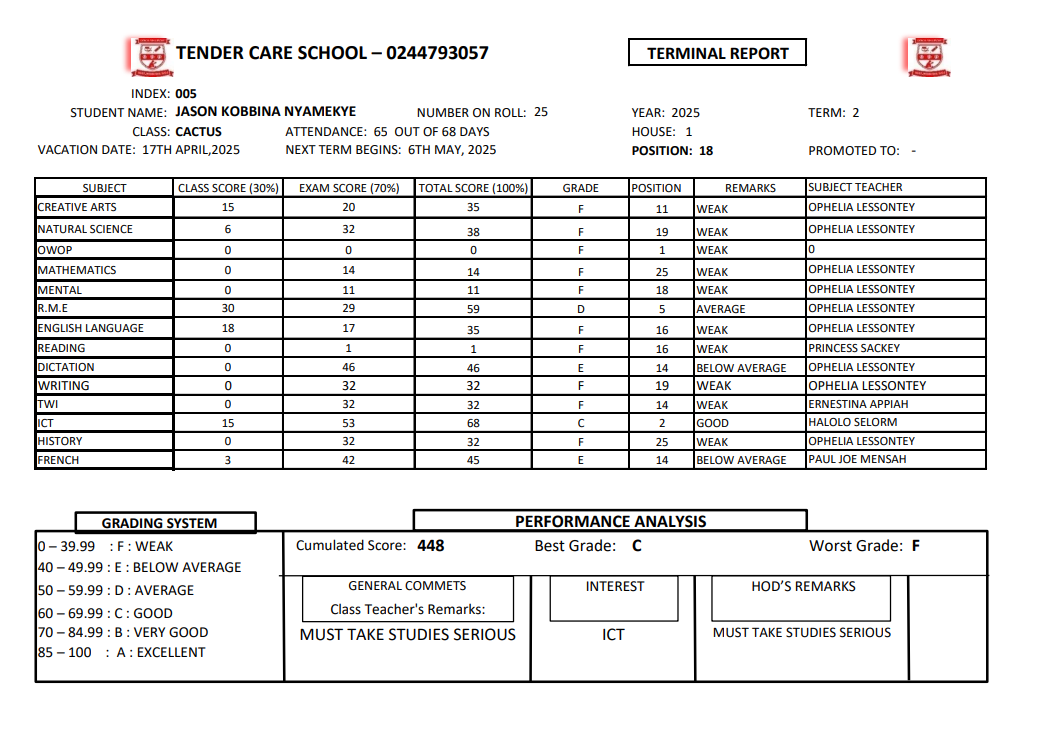 TENDER CARE SCHOOL – 0244793057 TERMINAL REPORT
INDEX: 005
STUDENT NAME: JASON KOBBINA NYAMEKYE NUMBER ON ROLL: 25 YEAR: 2025 TERM: 2
CLASS: CACTUS ATTENDANCE: 65 OUT OF 68 DAYS HOUSE: 1
VACATION DATE: 17TH APRIL,2025 NEXT TERM BEGINS: 6TH MAY, 2025 POSITION: 18 PROMOTED TO: -
SUBJECT CLASS SCORE (30%) EXAM SCORE (70%) TOTAL SCORE (100%) GRADE POSITION REMARKS SUBJECT TEACHER
CREATIVE ARTS 15 20 35 F 11 WEAK OPHELIA LESSONTEY
NATURAL SCIENCE 6 32 38 F 19 WEAK OPHELIA LESSONTEY
OWOP 0 0 0 F 1 WEAK 0
MATHEMATICS 0 14 14 F 25 WEAK OPHELIA LESSONTEY
MENTAL 0 11 11 F 18 WEAK OPHELIA LESSONTEY
R.M.E 30 29 59 D 5 AVERAGE OPHELIA LESSONTEY
ENGLISH LANGUAGE 18 17 35 F 16 WEAK OPHELIA LESSONTEY
READING 0 1 1 F 16 WEAK PRINCESS SACKEY
DICTATION 0 46 46 E 14 BELOW AVERAGE OPHELIA LESSONTEY
WRITING 0 32 32 F 19 WEAK OPHELIA LESSONTEY
TWI 0 32 32 F 14 WEAK ERNESTINA APPIAH
ICT 15 53 68 C 2 GOOD HALOLO SELORM
HISTORY 0 32 32 F 25 WEAK OPHELIA LESSONTEY
FRENCH 3 42 45 E 14 BELOW AVERAGE PAUL JOE MENSAH
GRADING SYSTEM
0 – 39.99 : F : WEAK
40 – 49.99 : E : BELOW AVERAGE
50 – 59.99 : D : AVERAGE
60 – 69.99 : C : GOOD
70 – 84.99 : B : VERY GOOD
85 – 100 : A : EXCELLENT
PERFORMANCE ANALYSIS
Cumulated Score: 448 Best Grade: C Worst Grade: F
GENERAL COMMETS
Class Teacher's Remarks:
MUST TAKE STUDIES SERIOUS
INTEREST
ICT
HOD'S REMARKS
MUST TAKE STUDIES SERIOUS